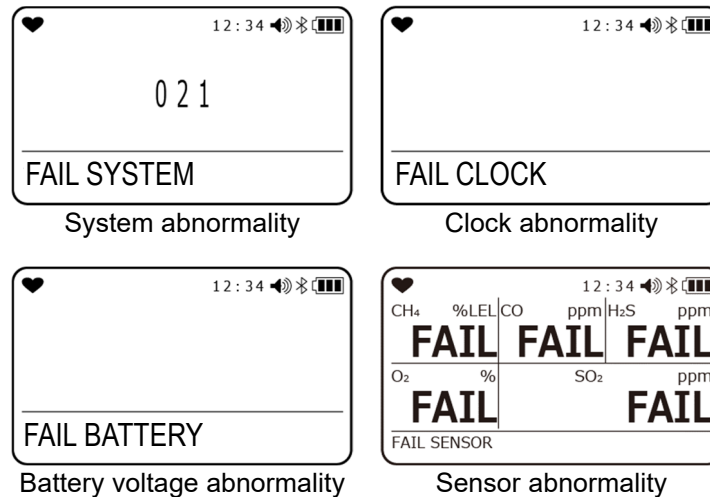 12:34
12:34
021
FAIL SYSTEM
FAIL CLOCK
System abnormality
Clock abnormality
12:34
12:34
CH₄ %LEL CO ppm H₂S ppm
FAIL FAIL FAIL
O₂ % SO₂ ppm
FAIL FAIL
FAIL BATTERY
FAIL SENSOR
Battery voltage abnormality
Sensor abnormality